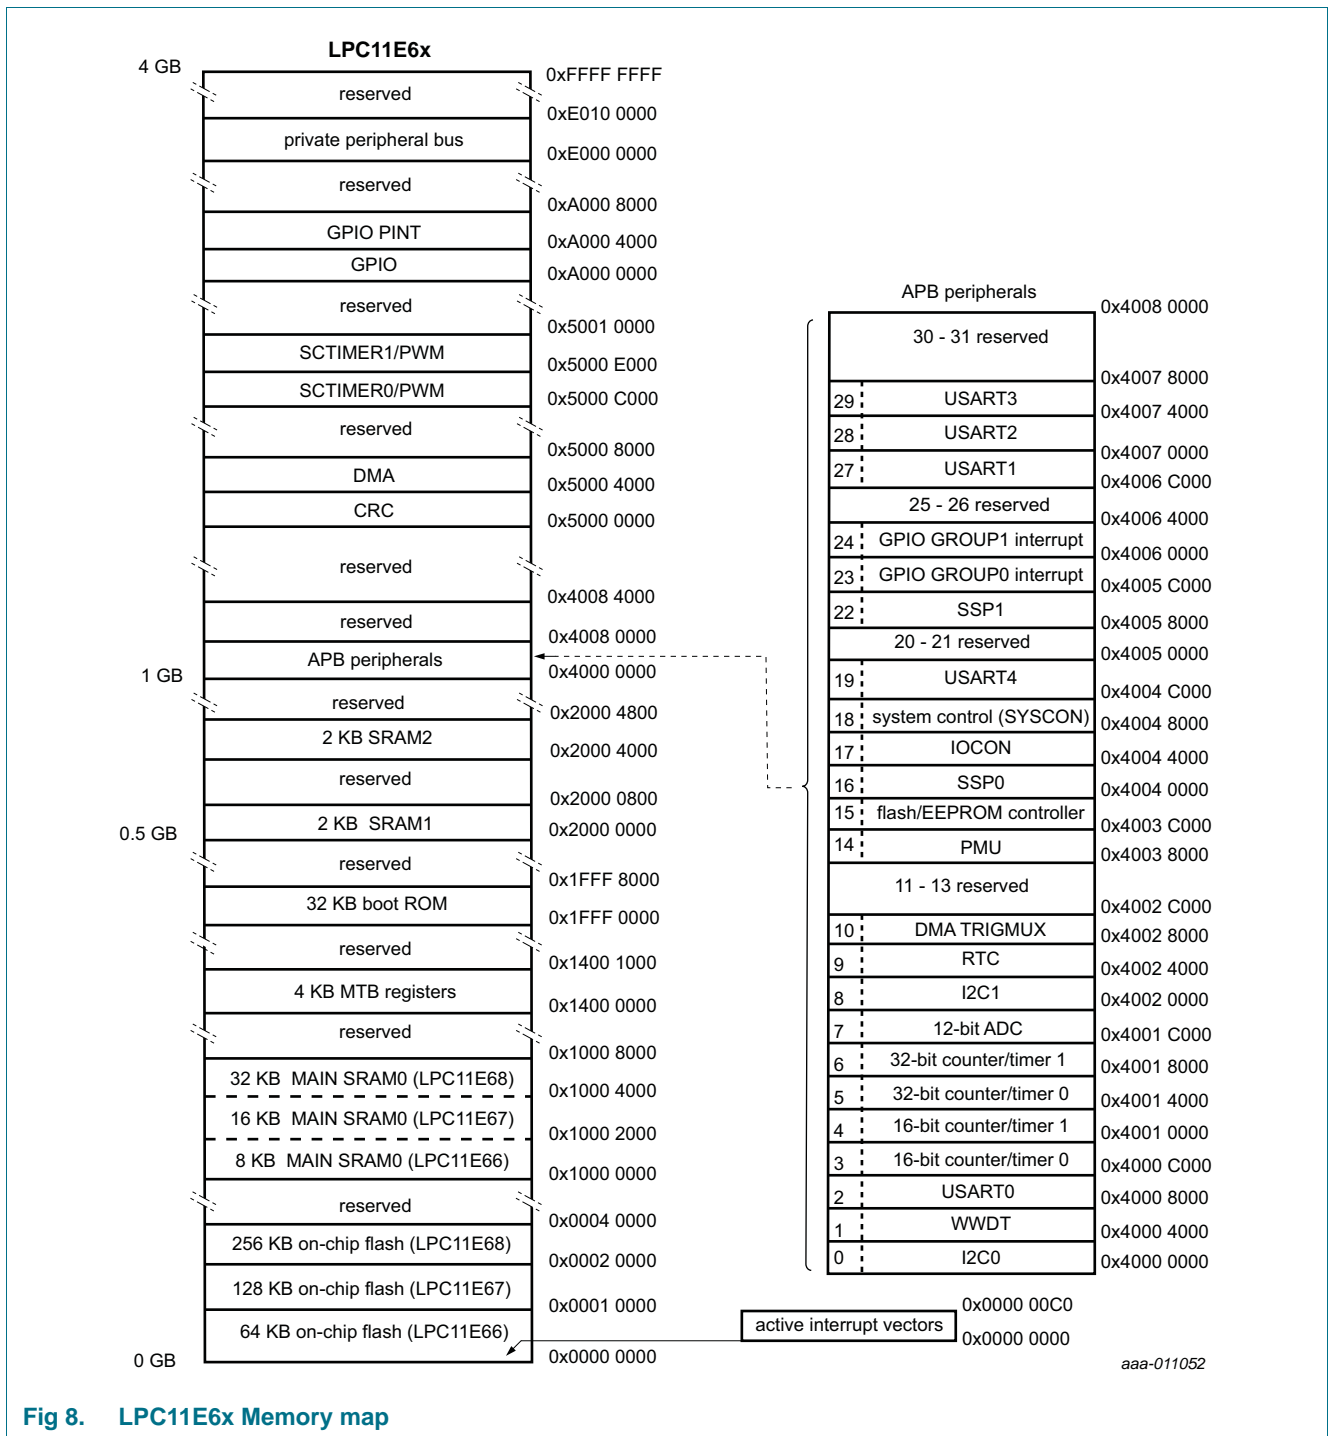 LPC11E6x
4 GB
0xFFFF FFFF
reserved
0xE010 0000
private peripheral bus
0xE000 0000
reserved
0xA000 8000
GPIO PINT
0xA000 4000
GPIO
0xA000 0000
reserved
0x5001 0000
SCTIMER1/PWM
0x5000 E000
SCTIMER0/PWM
0x5000 C000
reserved
0x5000 8000
DMA
0x5000 4000
CRC
0x5000 0000
reserved
0x4008 4000
reserved
0x4008 0000
APB peripherals
0x4000 0000
1 GB
reserved
0x2000 4800
2 KB SRAM2
0x2000 4000
reserved
0x2000 0800
2 KB SRAM1
0x2000 0000
0.5 GB
reserved
0x1FFF 8000
32 KB boot ROM
0x1FFF 0000
reserved
0x1400 1000
4 KB MTB registers
0x1400 0000
reserved
0x1000 8000
32 KB MAIN SRAM0 (LPC11E68)
0x1000 4000
16 KB MAIN SRAM0 (LPC11E67)
0x1000 2000
8 KB MAIN SRAM0 (LPC11E66)
0x1000 0000
reserved
0x0004 0000
256 KB on-chip flash (LPC11E68)
0x0002 0000
128 KB on-chip flash (LPC11E67)
0x0001 0000
64 KB on-chip flash (LPC11E66)
0x0000 0000
0 GB
APB peripherals
0x4008 0000
30 - 31 reserved
0x4007 8000
29 USART3
0x4007 4000
28 USART2
0x4007 0000
27 USART1
0x4006 C000
25 - 26 reserved
0x4006 4000
24 GPIO GROUP1 interrupt
0x4006 0000
23 GPIO GROUP0 interrupt
0x4005 C000
22 SSP1
0x4005 8000
20 - 21 reserved
0x4005 0000
19 USART4
0x4004 C000
18 system control (SYSCON)
0x4004 8000
17 IOCON
0x4004 4000
16 SSP0
0x4004 0000
15 flash/EEPROM controller
0x4003 C000
14 PMU
0x4003 8000
11 - 13 reserved
0x4002 C000
10 DMA TRIGMUX
0x4002 8000
9 RTC
0x4002 4000
8 I2C1
0x4002 0000
7 12-bit ADC
0x4001 C000
6 32-bit counter/timer 1
0x4001 8000
5 32-bit counter/timer 0
0x4001 4000
4 16-bit counter/timer 1
0x4001 0000
3 16-bit counter/timer 0
0x4000 C000
2 USART0
0x4000 8000
1 WWDT
0x4000 4000
0 I2C0
0x4000 0000
0x0000 00C0
active interrupt vectors
0x0000 0000
aaa-011052
Fig 8. LPC11E6x Memory map